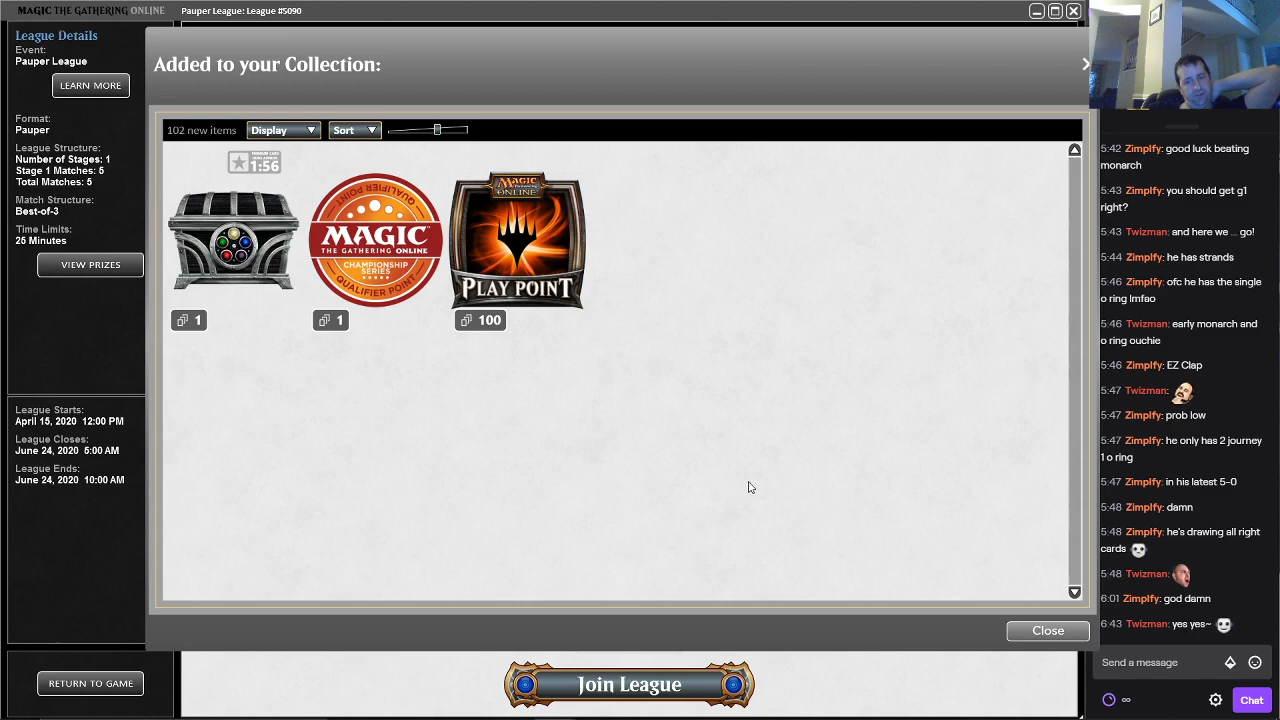 MAGIC THE GATHERING ONLINE
Pauper League: League #5090
League Details
Event:
Pauper League
LEARN MORE
Format:
Pauper
League Structure:
Number of Stages: 1
Stage 1 Matches: 5
Total Matches: 5
Match Structure:
Best-of-3
Time Limits:
25 Minutes
VIEW PRIZES
League Starts:
April 15, 2020 12:00 PM
League Closes:
June 24, 2020 5:00 AM
League Ends:
June 24, 2020 10:00 AM
RETURN TO GAME
Added to your Collection:
102 new items
Display
Sort
1:56
QUALIFIER POINT
MAGIC
THE GATHERING ONLINE
CHAMPIONSHIP
SERIES
QUALIFIER POINT
MAGIC
ONLINE
PLAY POINT
1
1
100
Close
Join League
5:42 Zimplfy: good luck beating
monarch
5:43 Zimplfy: you should get g1
right?
5:43 Twizman: and here we ... go!
5:44 Zimplfy: he has strands
5:46 Zimplfy: ofc he has the single
o ring lmfao
5:46 Twizman: early monarch and
o ring ouchie
5:46 Zimplfy: EZ Clap
5:47 Twizman:
5:47 Zimplfy: prob low
5:47 Zimplfy: he only has 2 journey
1 o ring
5:47 Zimplfy: in his latest 5-0
5:48 Zimplfy: damn
5:48 Zimplfy: he's drawing all right
cards
5:48 Twizman:
6:01 Zimplfy: god damn
6:43 Twizman: yes yes~
Send a message
∞
Chat